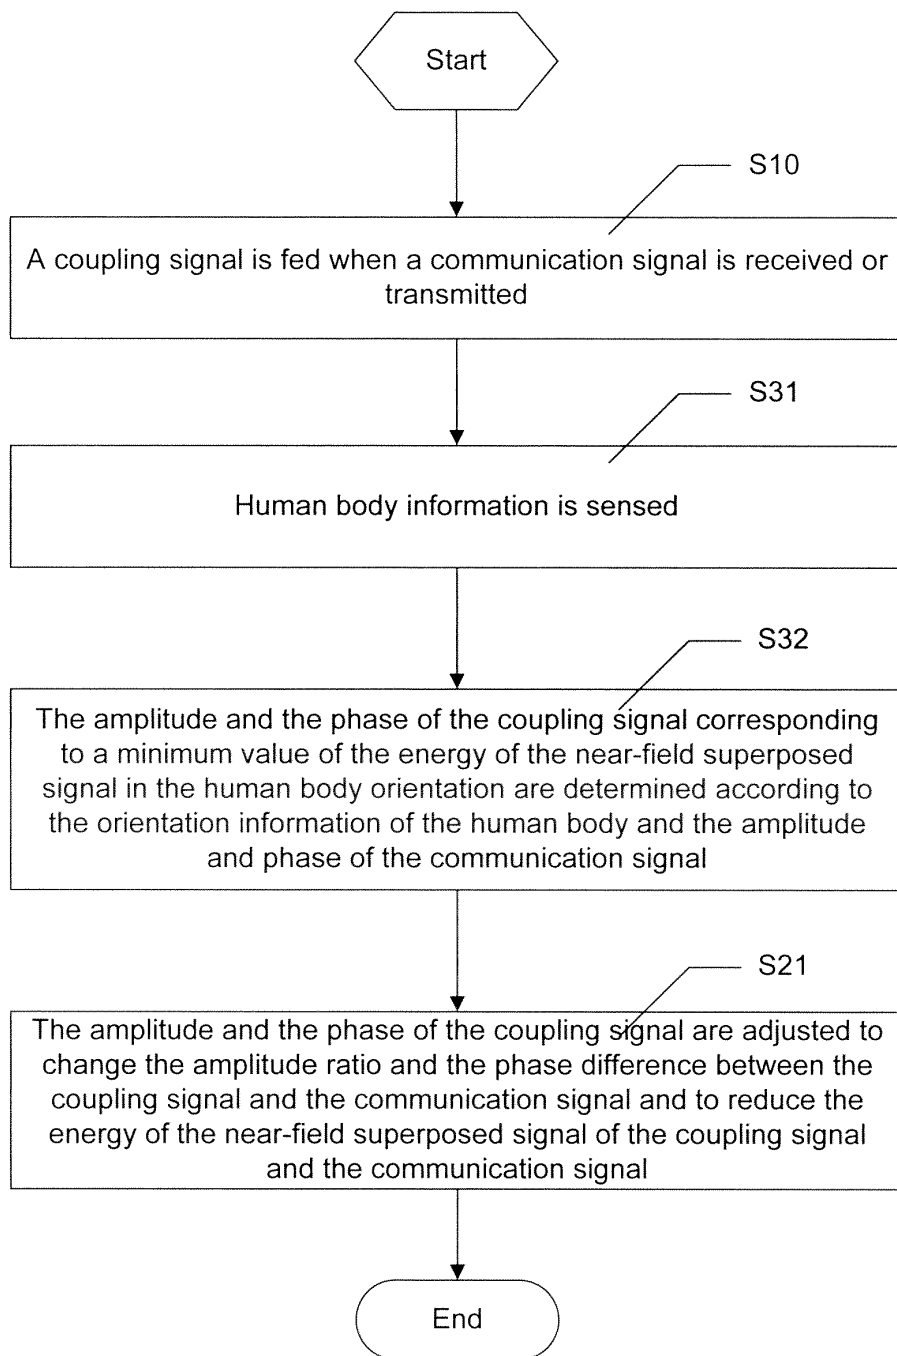 Start
S10
A coupling signal is fed when a communication signal is received or
transmitted
S31
Human body information is sensed
S32
The amplitude and the phase of the coupling signal corresponding
to a minimum value of the energy of the near-field superposed
signal in the human body orientation are determined according to
the orientation information of the human body and the amplitude
and phase of the communication signal
S21
The amplitude and the phase of the coupling signal are adjusted to
change the amplitude ratio and the phase difference between the
coupling signal and the communication signal and to reduce the
energy of the near-field superposed signal of the coupling signal
and the communication signal
End